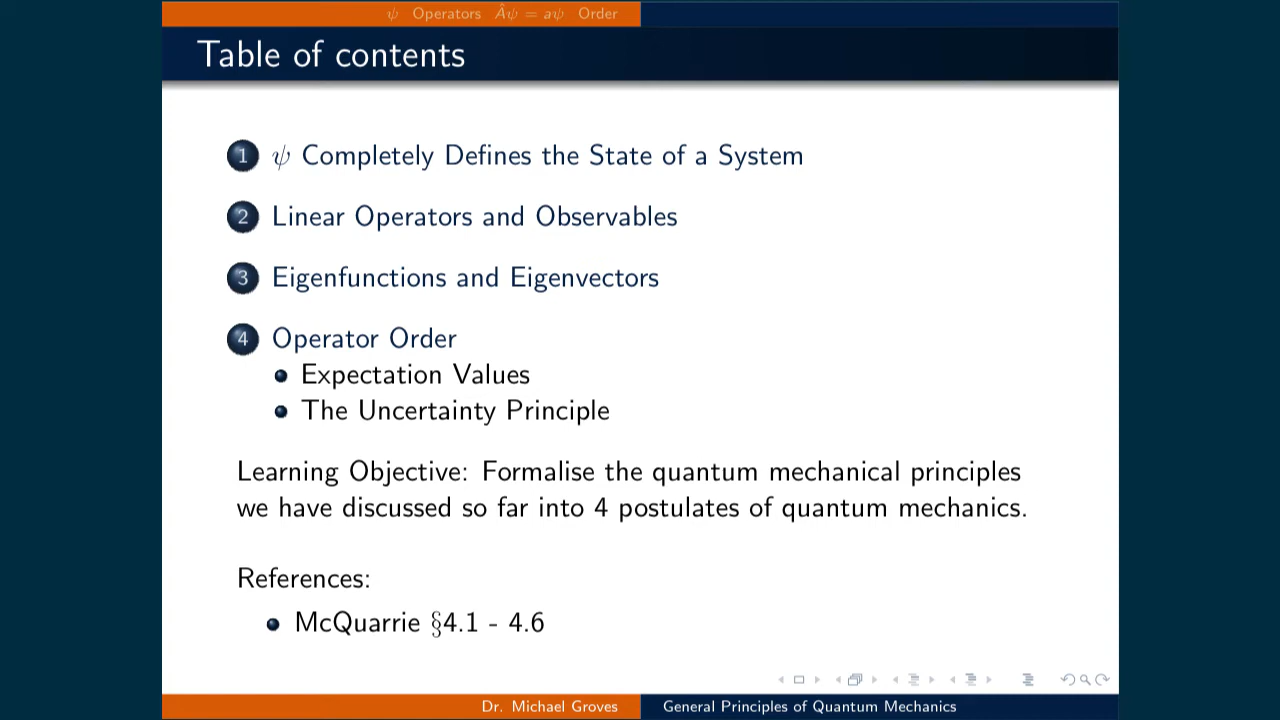 ψ Operators Âψ = aψ Order
Table of contents
1 ψ Completely Defines the State of a System
2 Linear Operators and Observables
3 Eigenfunctions and Eigenvectors
4 Operator Order
Expectation Values
The Uncertainty Principle
Learning Objective: Formalise the quantum mechanical principles
we have discussed so far into 4 postulates of quantum mechanics.
References:
McQuarrie §4.1 - 4.6
Dr. Michael Groves General Principles of Quantum Mechanics